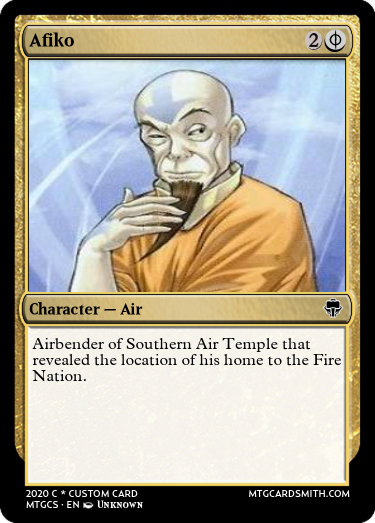 Afiko 2
Character — Air
Airbender of Southern Air Temple that
revealed the location of his home to the Fire
Nation.
2020 C * CUSTOM CARD
MTGCS · EN UNKNOWN
MTGCARDSMITH.COM